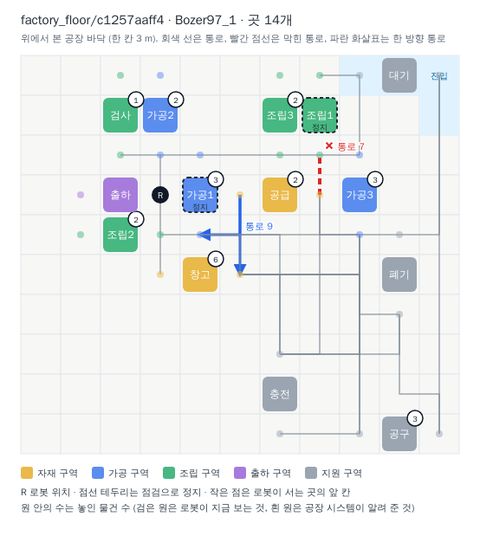 factory_floor/c1257aaff4 · Bozer97_1 · 곳 14개
위에서 본 공장 바닥 (한 칸 3 m). 회색 선은 통로, 빨간 점선은 막힌 통로, 파란 화살표는 한 방향 통로
대기
전립
1
2
2
검사
가공2
조립3
조립1
정지
× 통로 7
3
2
3
출하
R
가공1
정지
공급
가공3
2
조립2
통로 9
6
창고
폐기
충전
3
공구
자재 구역
가공 구역
조립 구역
출하 구역
지원 구역
R 로봇 위치 · 점선 테두리는 점검으로 정지 · 작은 점은 로봇이 서는 곳의 앞 칸
원 안의 수는 놓인 물건 수 (검은 원은 로봇이 지금 보는 것, 흰 원은 공장 시스템이 알려 준 것)